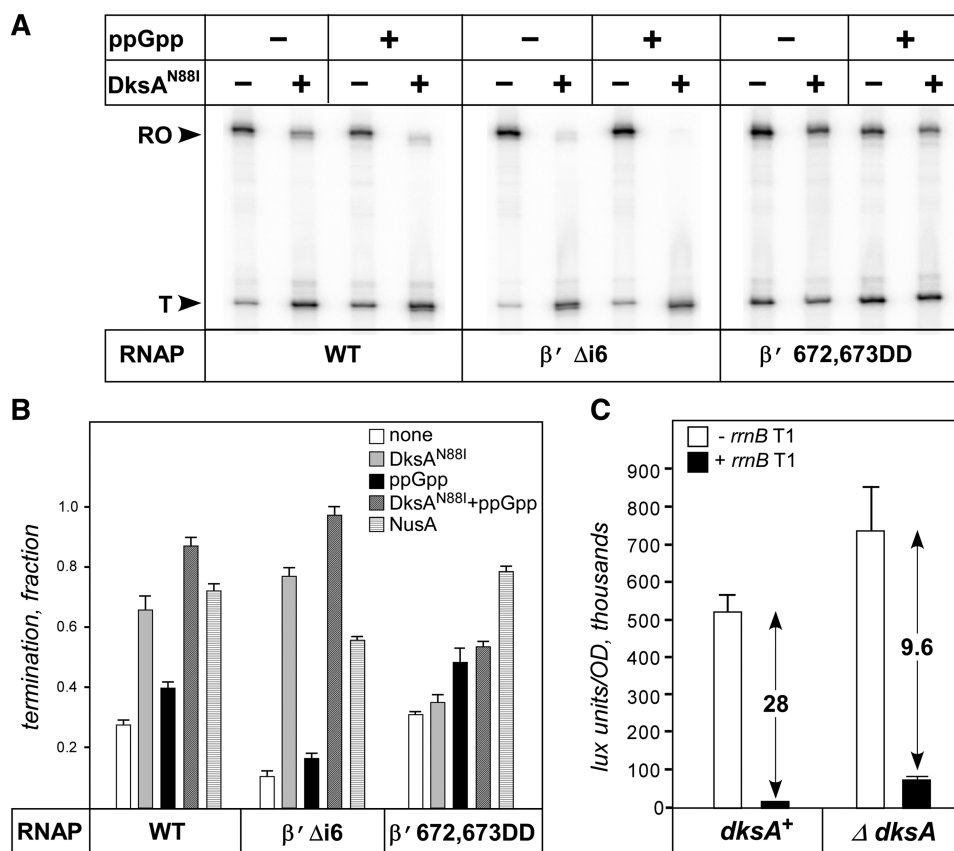 A
ppGpp − + − + − +
DksA^N88I − + − + − + − + − + − +
RO
T
RNAP WT β′ Δi6 β′ 672,673DD
B
none
DksA^N88I
ppGpp
DksA^N88I+ppGpp
NusA
termination, fraction
1.0
0.8
0.6
0.4
0.2
RNAP WT β′ Δi6 β′ 672,673DD
C
- rrnB T1
+ rrnB T1
lux units/OD, thousands
900
800
700
600
500
400
300
200
100
0
28
9.6
dksA+ Δ dksA